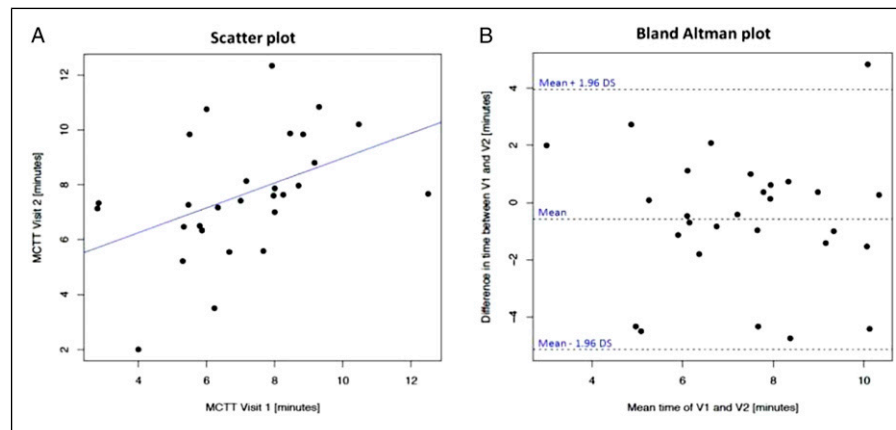 A
Scatter plot
MCTT Visit 2 [minutes]
12
10
8
6
4
2
4
6
8
10
12
MCTT Visit 1 [minutes]
B
Bland Altman plot
Difference in time between V1 and V2 [minutes]
4
2
0
-2
-4
Mean + 1.96 DS
Mean
Mean - 1.96 DS
4
6
8
10
Mean time of V1 and V2 [minutes]